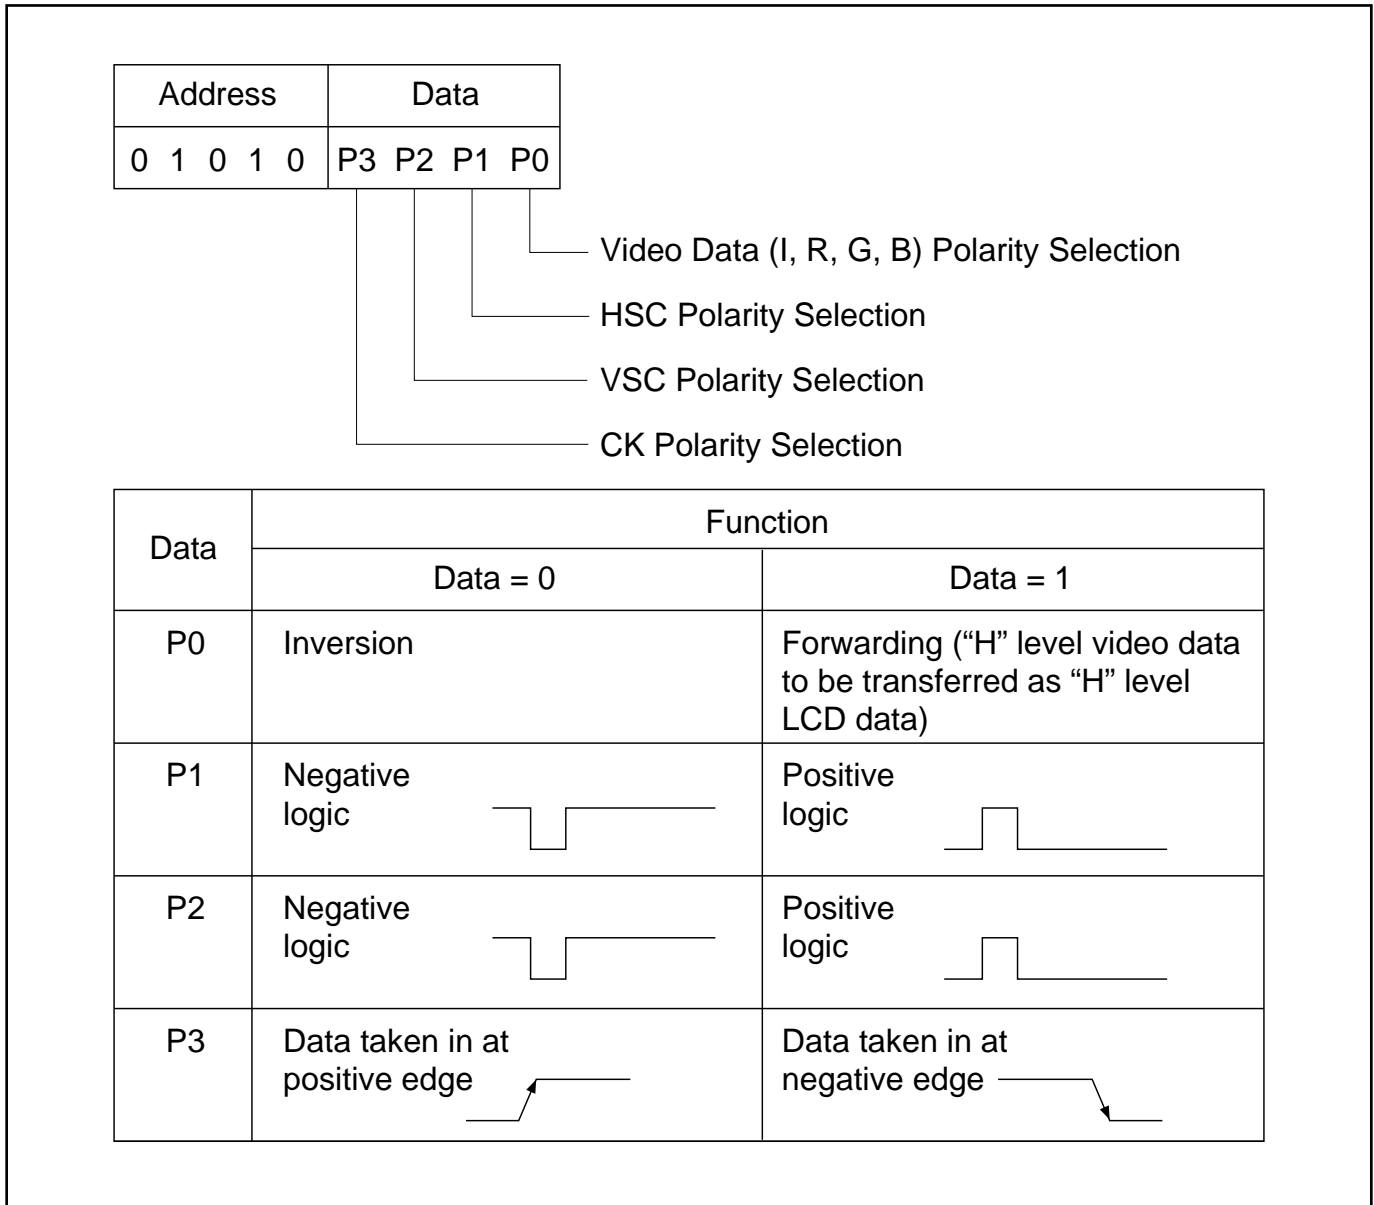 Address Data
0 1 0 1 0 P3 P2 P1 P0
Video Data (I, R, G, B) Polarity Selection
HSC Polarity Selection
VSC Polarity Selection
CK Polarity Selection
Data Function
Data = 0 Data = 1
P0 Inversion Forwarding (“H” level video data
to be transferred as “H” level
LCD data)
P1 Negative Positive
logic logic
P2 Negative Positive
logic logic
P3 Data taken in at Data taken in at
positive edge negative edge